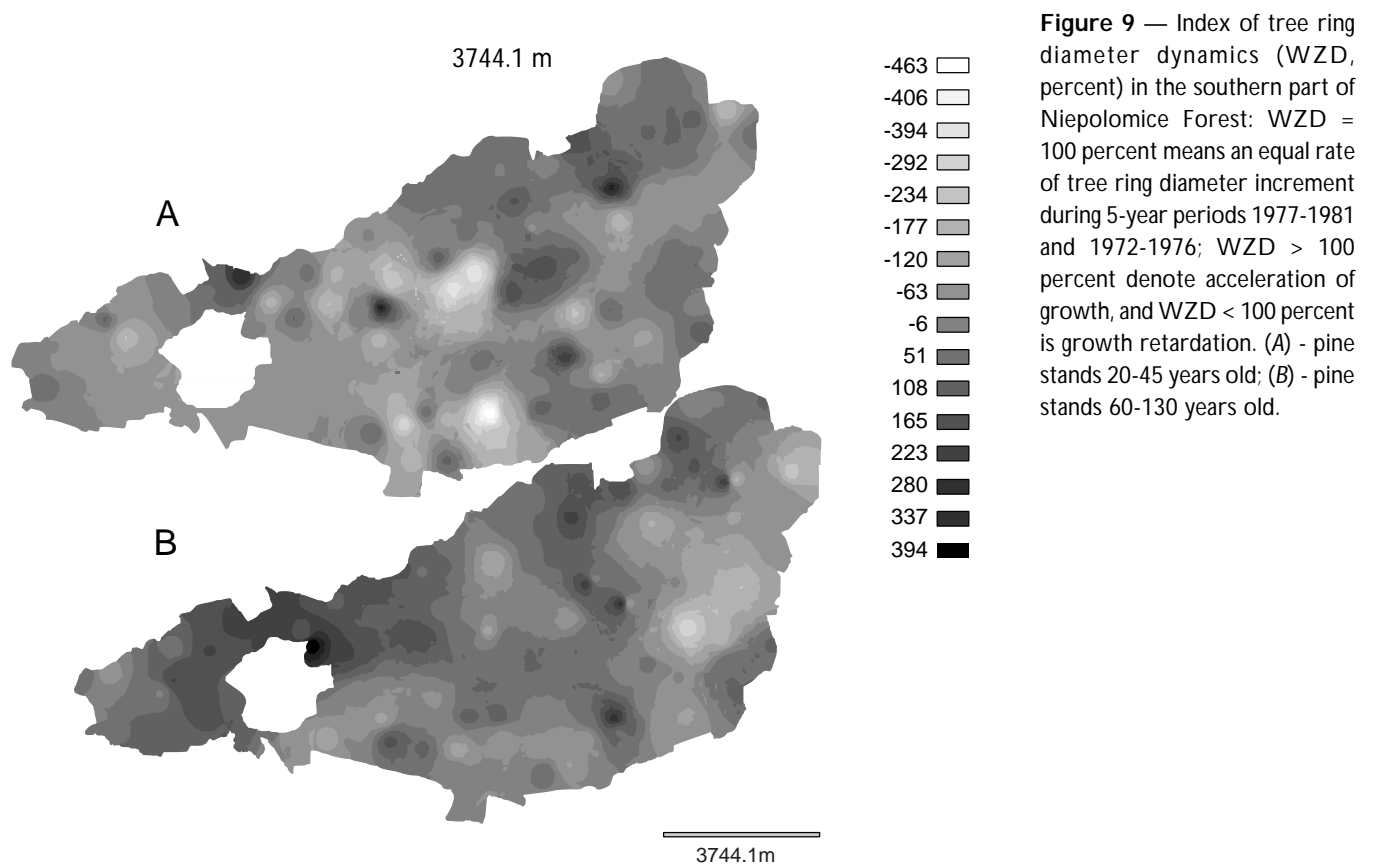 3744.1 m
A
B
-463
-406
-394
-292
-234
-177
-120
-63
-6
51
108
165
223
280
337
394
3744.1m
Figure 9 — Index of tree ring
diameter dynamics (WZD,
percent) in the southern part of
Niepolomice Forest: WZD =
100 percent means an equal rate
of tree ring diameter increment
during 5-year periods 1977-1981
and 1972-1976; WZD > 100
percent denote acceleration of
growth, and WZD < 100 percent
is growth retardation. (A) - pine
stands 20-45 years old; (B) - pine
stands 60-130 years old.